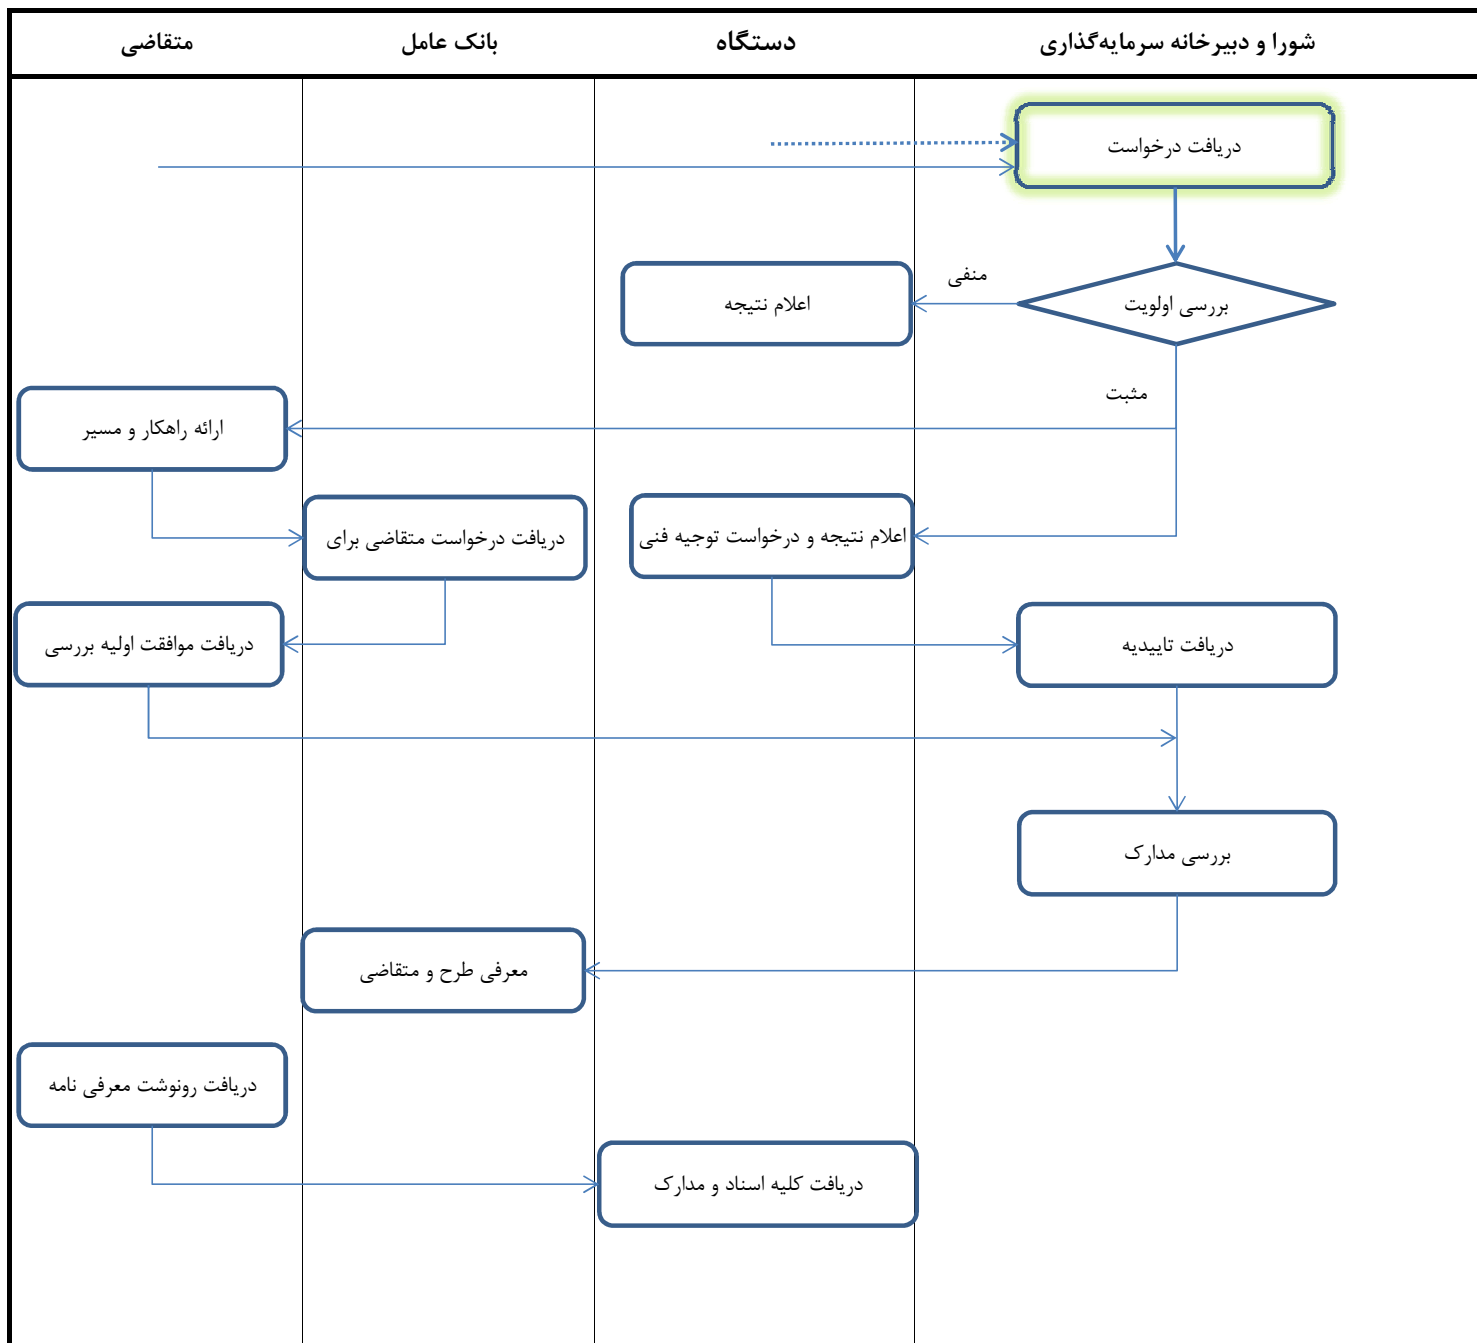 شورا و دبیرخانه سرمایه‌گذاری
دستگاه
بانک عامل
متقاضی
دریافت درخواست
بررسی اولویت
منفی
اعلام نتیجه
مثبت
ارائه راهکار و مسیر
اعلام نتیجه و درخواست توجیه فنی
دریافت درخواست متقاضی برای
دریافت تاییدیه
دریافت موافقت اولیه بررسی
بررسی مدارک
معرفی طرح و متقاضی
دریافت رونوشت معرفی نامه
دریافت کلیه اسناد و مدارک